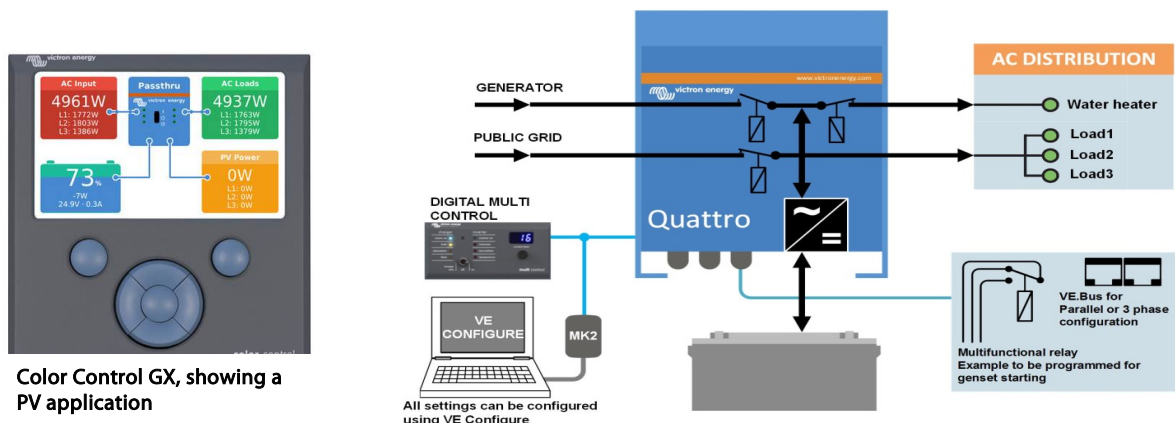 victron energy
AC Input
4961W
L1: 1772W
L2: 1803W
L3: 1386W
Passthru
victron energy
AC Loads
4937W
L1: 1763W
L2: 1795W
L3: 1379W
73%
-7W
24.9V · 0.3A
PV Power
0W
L1: 0W
L2: 0W
L3: 0W
Color Control GX, showing a
PV application
www.victronenergy.com
victron energy
GENERATOR
PUBLIC GRID
Quattro
AC DISTRIBUTION
Water heater
Load1
Load2
Load3
DIGITAL MULTI
CONTROL
16
multi control
VE
CONFIGURE
MK2
All settings can be configured
using VE Configure
VE.Bus for
Parallel or 3 phase
configuration
Multifunctional relay
Example to be programmed for
genset starting